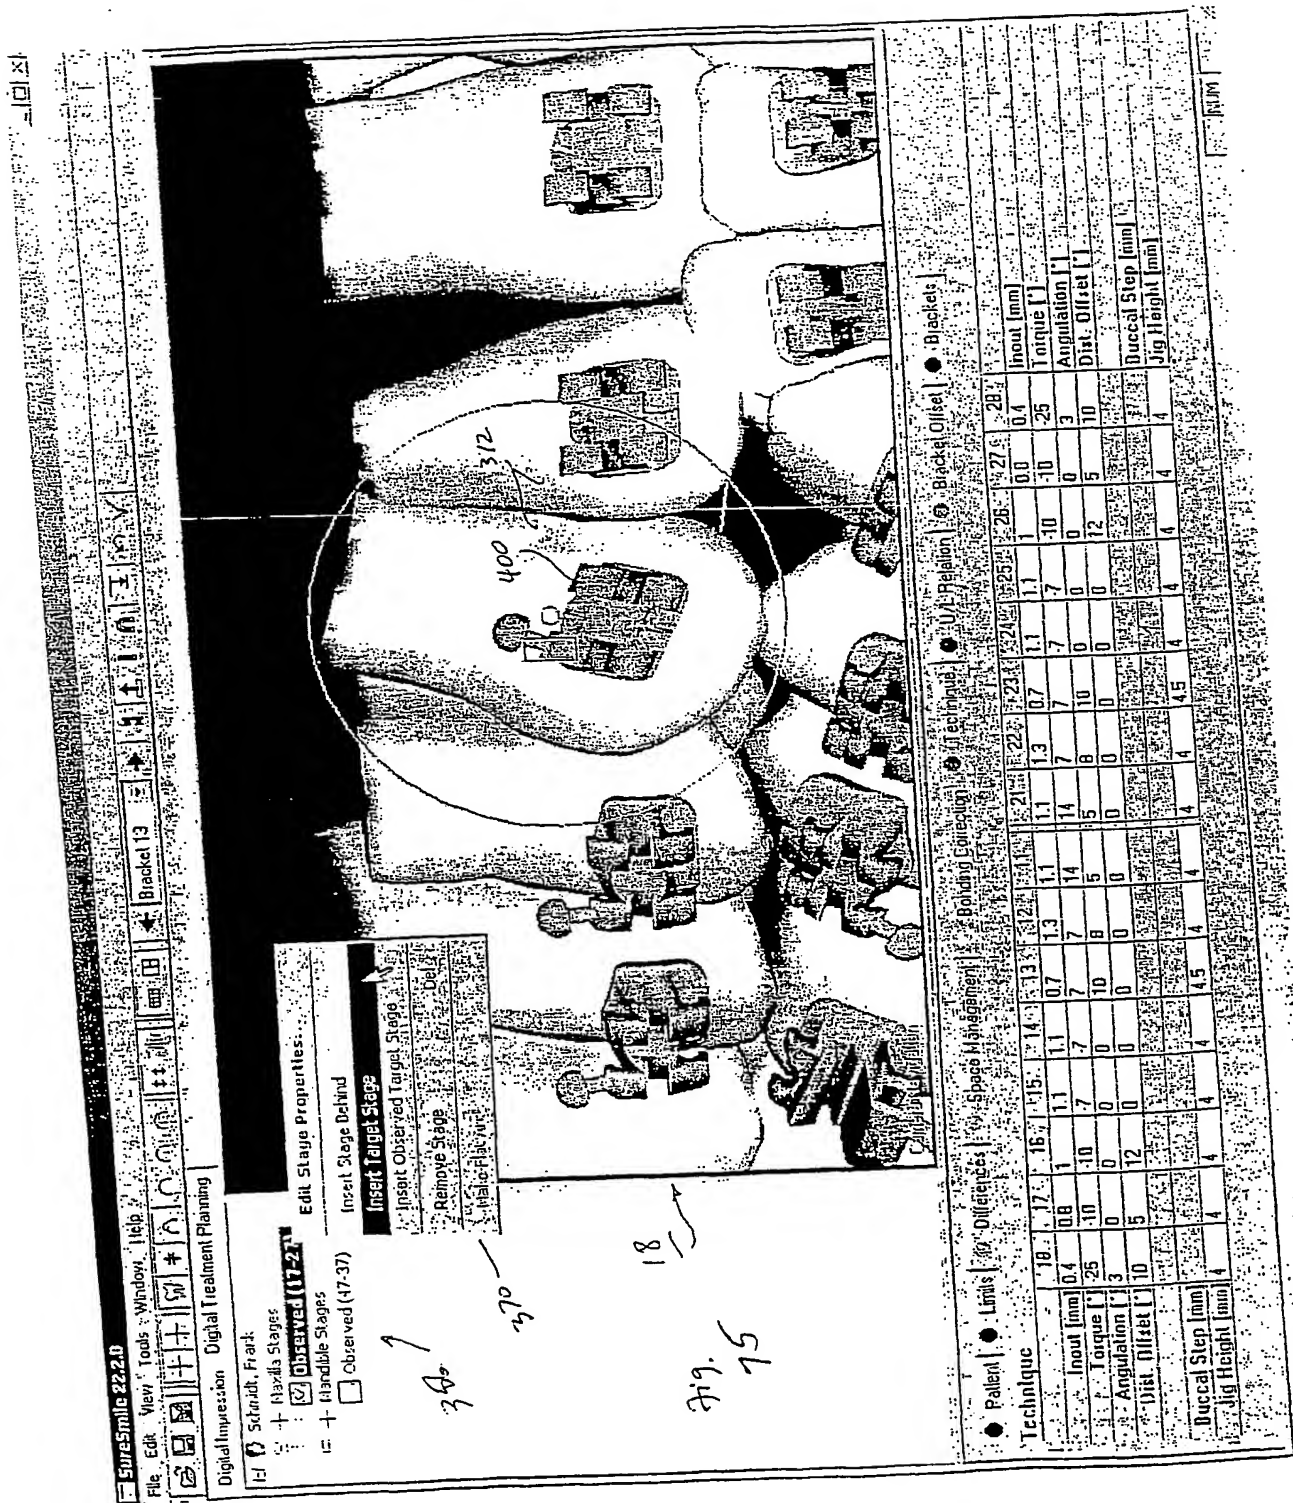 SureSmile 22.2.0
File Edit View Tools Window Help
Bracket 13
Digital Impression Digital Treatment Planning
Schmidt, Frank
Maxilla Stages
Observed (17-27)
Mandible Stages
Observed (47-37)
Edit Stage Properties...
Insert Stage Behind
Insert Target Stage
Insert Observed Target Stage
Remove Stage Del
370
18
400
312
Fig.
75
Patient Limits Differences Space Management Bonding Correction Technique U/L Relation Bracket Offset Brackets
Technique
18 17 16 15 14 13 12 11 21 22 23 24 25 26 27 28
Inout [mm] 0.4 0.8 1 1.1 1.1 0.7 1.3 1.1 1.1 1.3 0.7 1.1 1.1 1 0.0 0.4 Inout [mm]
Torque [°] -25 -10 -10 -7 -7 7 7 14 14 7 7 7 7 -10 -10 -25 Torque [°]
Angulation [°] 3 0 0 0 0 10 8 5 5 8 10 0 0 0 0 3 Angulation [°]
Dist. Offset [°] 10 5 12 0 0 0 0 0 0 0 0 0 0 12 5 10 Dist. Offset [°]
Buccal Step [mm] Buccal Step [mm]
Jig Height [mm] 4 4 4 4 4 4.5 4 4 4 4 4.5 4 4 4 4 4 Jig Height [mm]
NUM